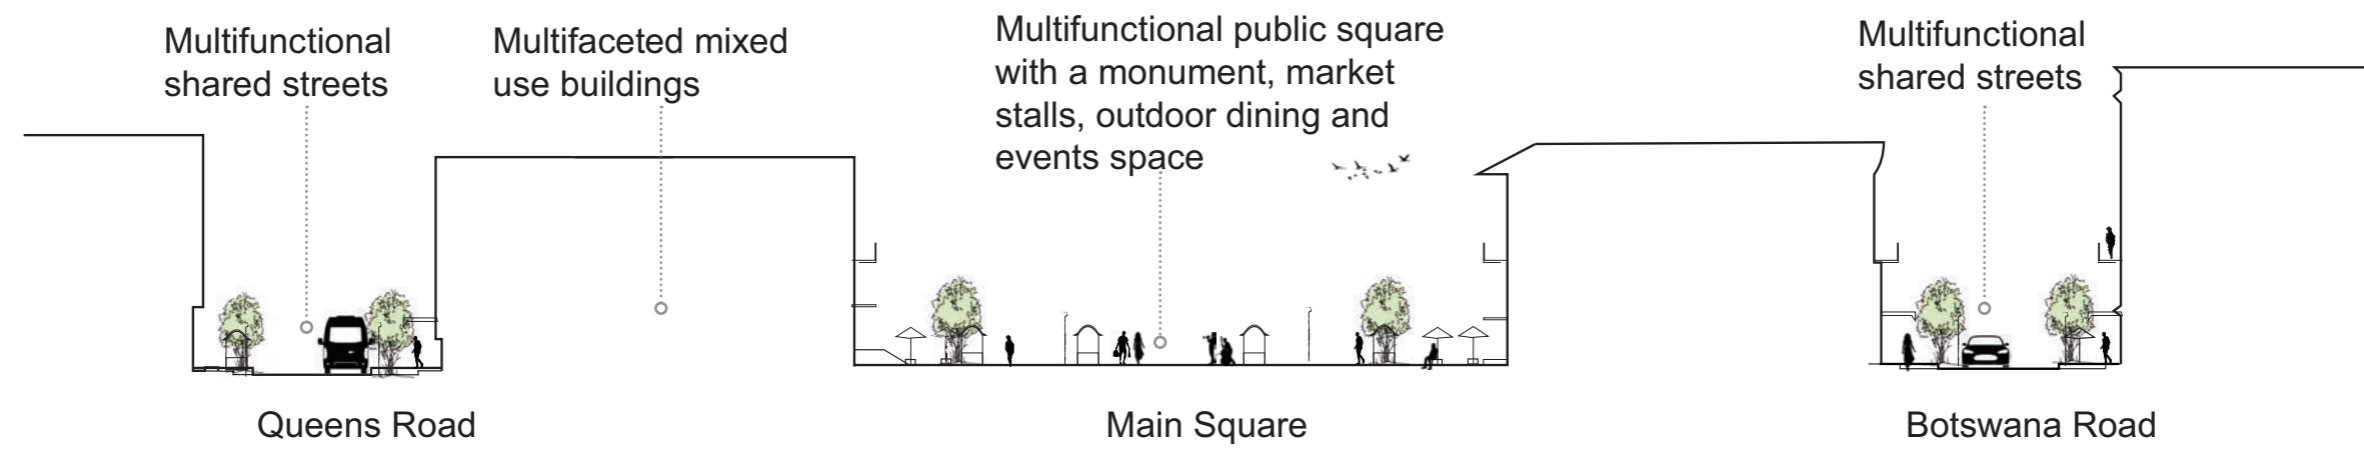 Multifunctional
shared streets
Multifaceted mixed
use buildings
Multifunctional public square
with a monument, market
stalls, outdoor dining and
events space
Multifunctional
shared streets
Queens Road
Main Square
Botswana Road